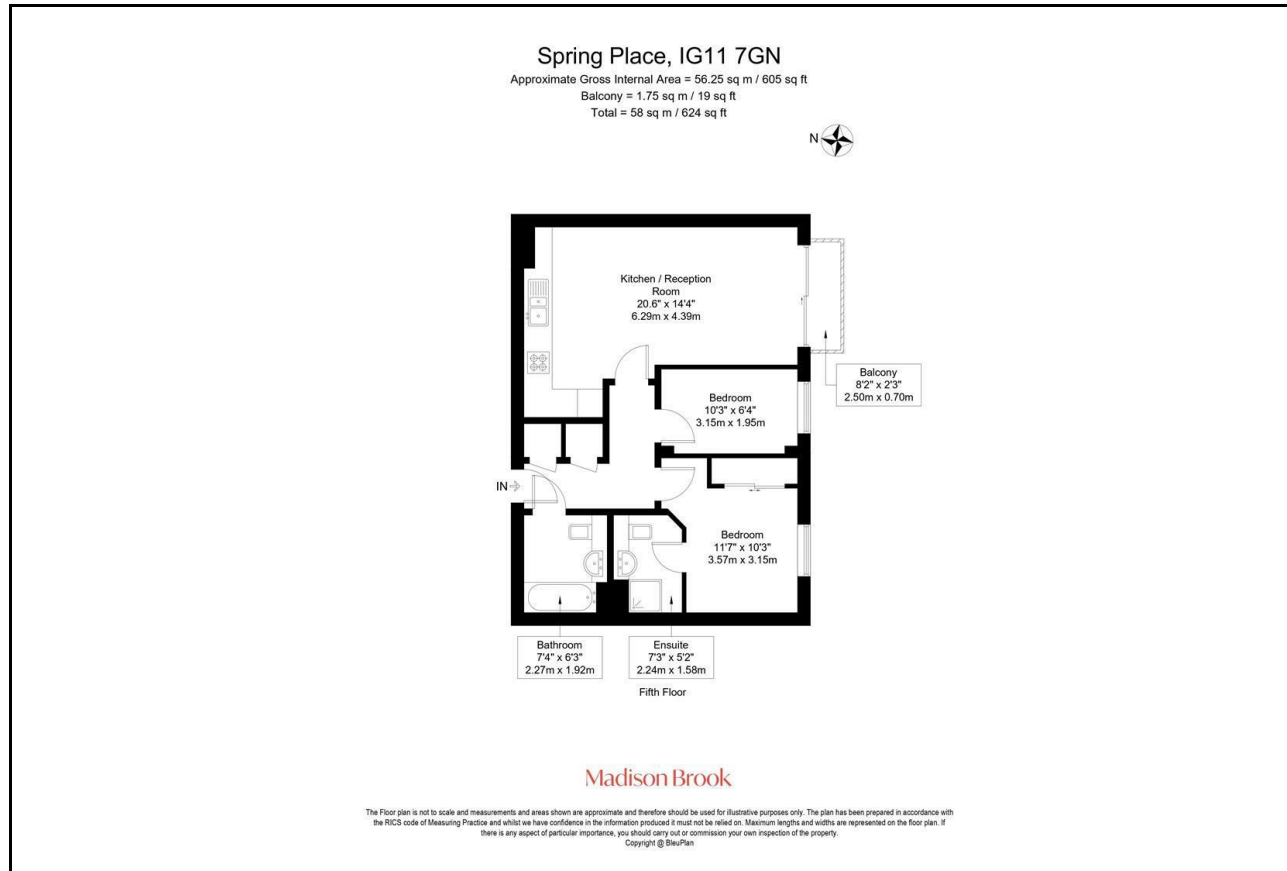 Spring Place, IG11 7GN
Approximate Gross Internal Area = 56.25 sq m / 605 sq ft
Balcony = 1.75 sq m / 19 sq ft
Total = 58 sq m / 624 sq ft
N
Kitchen / Reception
Room
20.6" x 14'4"
6.29m x 4.39m
Balcony
8'2" x 2'3"
2.50m x 0.70m
Bedroom
10'3" x 6'4"
3.15m x 1.95m
IN
Bedroom
11'7" x 10'3"
3.57m x 3.15m
Bathroom
7'4" x 6'3"
2.27m x 1.92m
Ensuite
7'3" x 5'2"
2.24m x 1.58m
Fifth Floor
Madison Brook
The Floor plan is not to scale and measurements and areas shown are approximate and therefore should be used for illustrative purposes only. The plan has been prepared in accordance with
the RICS code of Measuring Practice and whilst we have confidence in the information produced it must not be relied on. Maximum lengths and widths are represented on the floor plan. If
there is any aspect of particular importance, you should carry out or commission your own inspection of the property.
Copyright @ BleuPlan